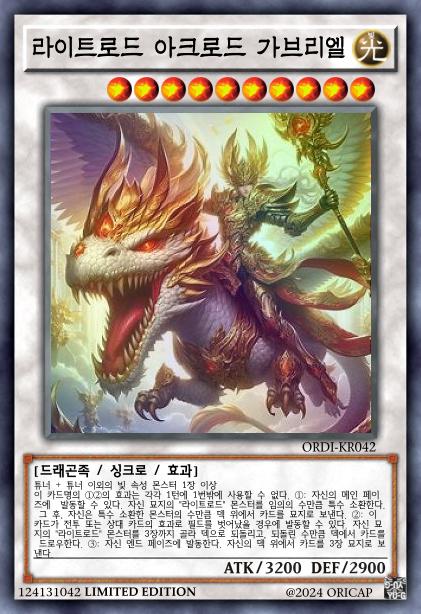 라이트로드 아크로드 가브리엘
빛
光
ORDI-KR042
[드래곤족 / 싱크로 / 효과]
튜너 + 튜너 이외의 빛 속성 몬스터 1장 이상
이 카드명의 ①②의 효과는 각각 1턴에 1번밖에 사용할 수 없다. ①: 자신의 메인 페이
즈에 발동할 수 있다. 자신 묘지의 "라이트로드" 몬스터를 임의의 수만큼 특수 소환한다.
그 후, 자신은 특수 소환한 몬스터의 수만큼 덱 위에서 카드를 묘지로 보낸다. ②: 이
카드가 전투 또는 상대 카드의 효과로 필드를 벗어났을 경우에 발동할 수 있다. 자신 묘
지의 "라이트로드" 몬스터를 3장까지 골라 덱으로 되돌리고, 되돌린 수만큼 덱에서 카드를
드로우한다. ③: 자신 엔드 페이즈에 발동한다. 자신의 덱 위에서 카드를 3장 묘지로 보
낸다.
ATK/3200 DEF/2900
124131042 LIMITED EDITION
©2024 ORICAP